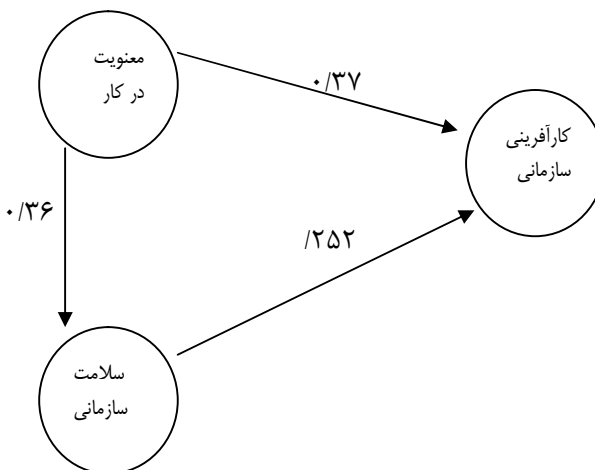 معنویت
در کار
۰/۳۷
کارآفرینی
سازمانی
۰/۳۶
/۲۵۲
سلامت
سازمانی